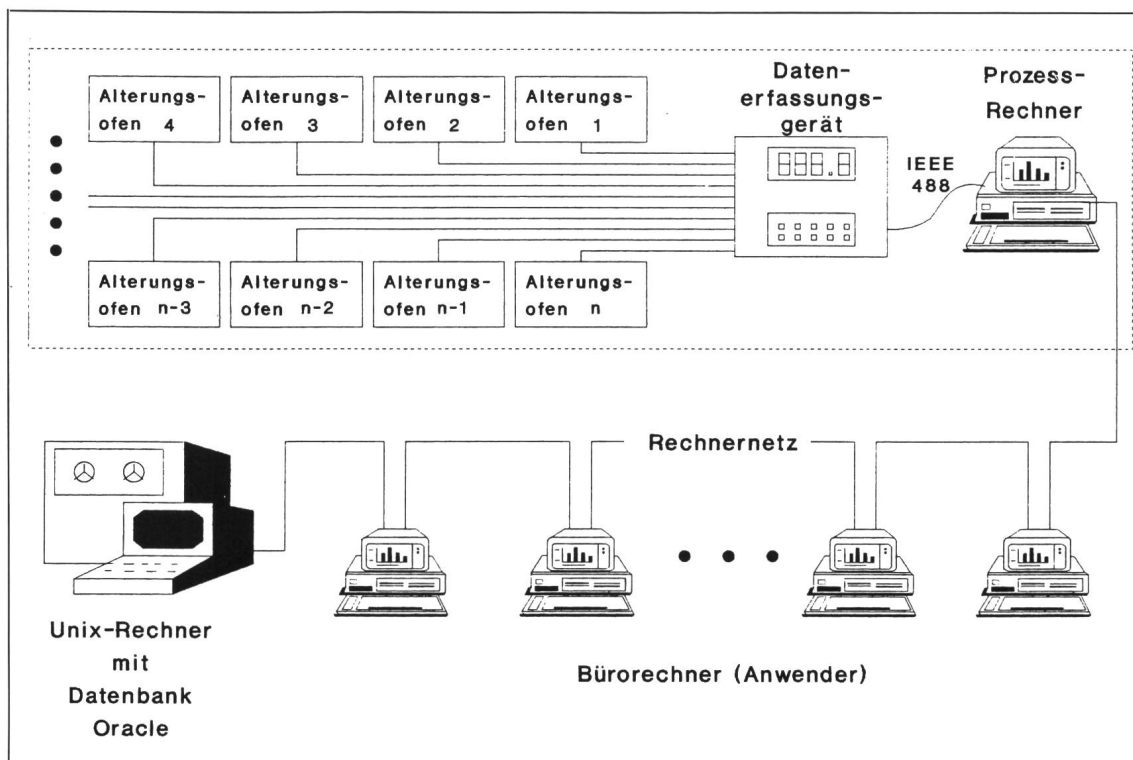 Alterungs-
ofen 4
Alterungs-
ofen 3
Alterungs-
ofen 2
Alterungs-
ofen 1
Daten-
erfassungs-
gerät
Prozess-
Rechner
IEEE
488
Alterungs-
ofen n-3
Alterungs-
ofen n-2
Alterungs-
ofen n-1
Alterungs-
ofen n
Rechnernetz
Unix-Rechner
mit
Datenbank
Oracle
Bürorechner (Anwender)